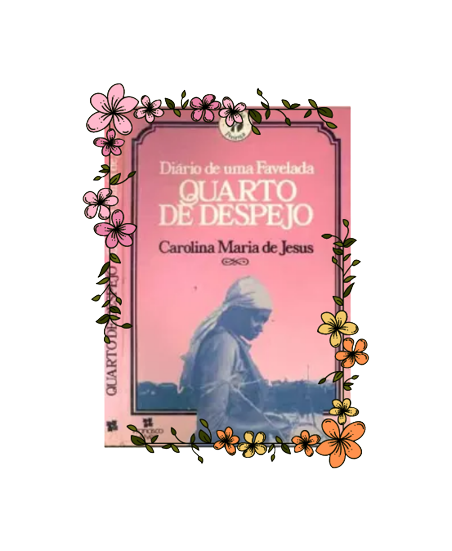 Diário de uma Favelada
QUARTO
DE DESPEJO
Carolina Maria de Jesus
QUARTO DE DESPEJO